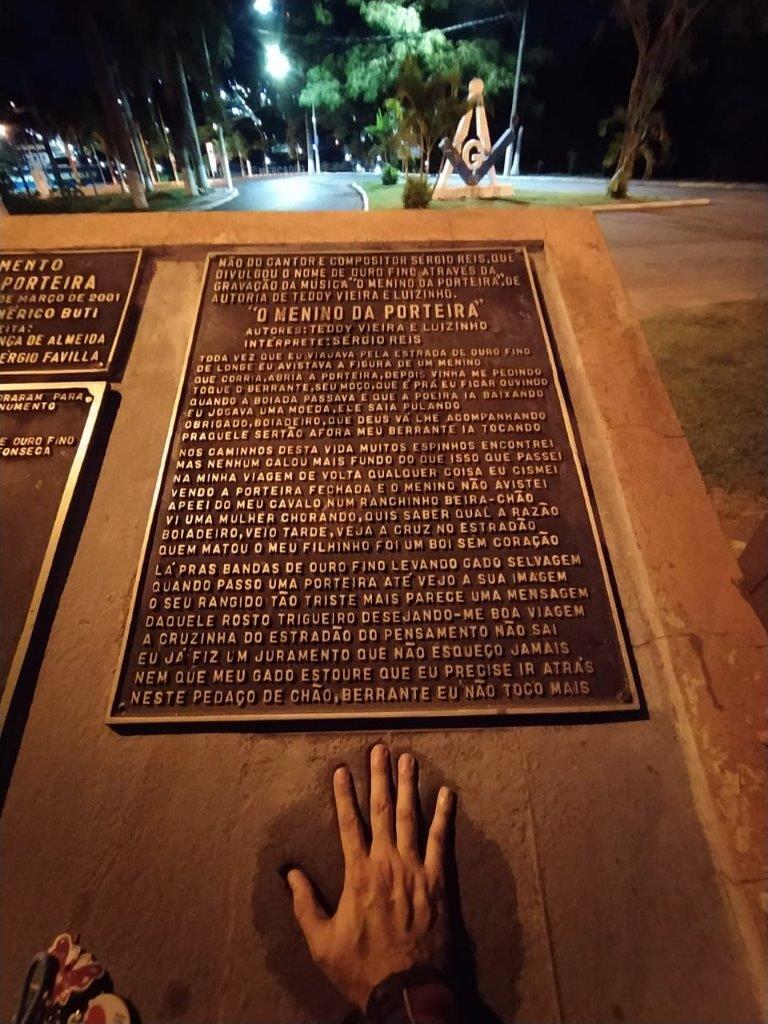 MENTO
PORTEIRA
DE MARÇO DE 2001
MÉRICO BUTI
EITA:
NÇA DE ALMEIDA
ERGIO FAVILLA
ORARAM PARA
NUMENTO
E OURO FINO
FONSECA
MÃO DO CANTOR E COMPOSITOR SÉRGIO REIS, QUE
DIVULGOU O NOME DE OURO FINO ATRAVÉS DA
GRAVAÇÃO DA MÚSICA "O MENINO DA PORTEIRA", DE
AUTORIA DE TEDDY VIEIRA E LUIZINHO.
"O MENINO DA PORTEIRA"
AUTORES: TEDDY VIEIRA E LUIZINHO
INTÉRPRETE: SÉRGIO REIS
TODA VEZ QUE EU VIAJAVA PELA ESTRADA DE OURO FINO
DE LONGE EU AVISTAVA A FIGURA DE UM MENINO
QUE CORRIA, ABRIA A PORTEIRA, DEPOIS VINHA ME PEDINDO
TOQUE O BERRANTE, SEU MOÇO, QUE É PRÁ EU FICAR OUVINDO
QUANDO A BOIADA PASSAVA E QUE A POEIRA IA BAIXANDO
EU JOGAVA UMA MOEDA, ELE SAIA PULANDO
OBRIGADO, BOIADEIRO, QUE DEUS VÁ LHE ACOMPANHANDO
PRAQUELE SERTÃO AFORA MEU BERRANTE IA TOCANDO
NOS CAMINHOS DESTA VIDA MUITOS ESPINHOS ENCONTREI
MAS NENHUM CALOU MAIS FUNDO DO QUE ISSO QUE PASSEI
NA MINHA VIAGEM DE VOLTA QUALQUER COISA EU CISMEI
VENDO A PORTEIRA FECHADA E O MENINO NÃO AVISTEI
APEEI DO MEU CAVALO NUM RANCHINHO BEIRA-CHÃO
VI UMA MULHER CHORANDO, QUIS SABER QUAL A RAZÃO
BOIADEIRO, VEIO TARDE, VEJA A CRUZ NO ESTRADÃO
QUEM MATOU O MEU FILHINHO FOI UM BOI SEM CORAÇÃO
LÁ PRAS BANDAS DE OURO FINO LEVANDO GADO SELVAGEM
QUANDO PASSO UMA PORTEIRA ATÉ VEJO A SUA IMAGEM
O SEU RANGIDO TÃO TRISTE MAIS PARECE UMA MENSAGEM
DAQUELE ROSTO TRIGUEIRO DESEJANDO-ME BOA VIAGEM
A CRUZINHA DO ESTRADÃO DO PENSAMENTO NÃO SAI
EU JÁ FIZ UM JURAMENTO QUE NÃO ESQUEÇO JAMAIS
NEM QUE MEU GADO ESTOURE QUE EU PRECISE IR ATRÁS
NESTE PEDAÇO DE CHÃO, BERRANTE EU NÃO TOCO MAIS
G